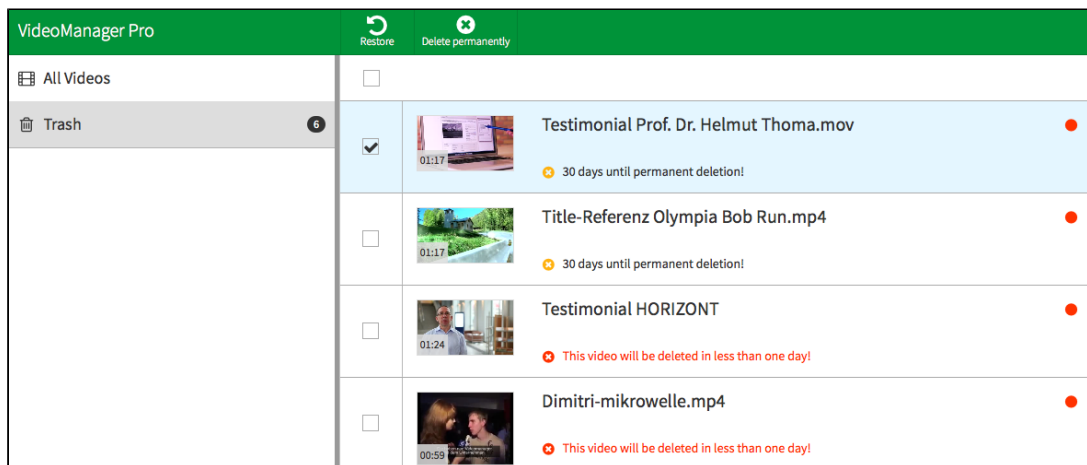 VideoManager Pro
Restore
Delete permanently
All Videos
Trash
6
01:17
Testimonial Prof. Dr. Helmut Thoma.mov
30 days until permanent deletion!
01:17
Title-Referenz Olympia Bob Run.mp4
30 days until permanent deletion!
01:24
Testimonial HORIZONT
This video will be deleted in less than one day!
00:59
Dimitri-mikrowelle.mp4
This video will be deleted in less than one day!